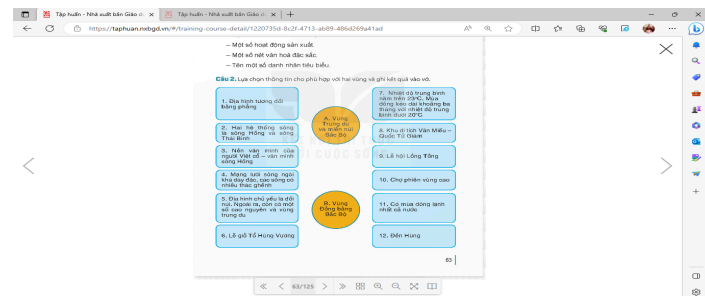 Tập huấn - Nhà xuất bản Giáo d
Tập huấn - Nhà xuất bản Giáo d
https://taphuan.nxbgd.vn/#/training-course-detail/1220735d-8c2f-4713-ab89-486d269a41ad
– Một số hoạt động sản xuất.
– Một số nét văn hoá đặc sắc.
– Tên một số danh nhân tiêu biểu.
Câu 2. Lựa chọn thông tin cho phù hợp với hai vùng và ghi kết quả vào vở.
1. Địa hình tương đối
bằng phẳng
2. Hai hệ thống sông
là sông Hồng và sông
Thái Bình
3. Nền văn minh của
người Việt cổ – văn minh
sông Hồng
4. Mạng lưới sông ngòi
khá dày đặc, các sông có
nhiều thác ghềnh
5. Địa hình chủ yếu là đồi
núi. Ngoài ra, còn có một
số cao nguyên và vùng
trung du
6. Lễ giỗ Tổ Hùng Vương
A. Vùng
Trung du
và miền núi
Bắc Bộ
B. Vùng
Đồng bằng
Bắc Bộ
7. Nhiệt độ trung bình
năm trên 23°C. Mùa
đông kéo dài khoảng ba
tháng với nhiệt độ trung
bình dưới 20°C
8. Khu di tích Văn Miếu –
Quốc Tử Giám
9. Lễ hội Lồng Tồng
10. Chợ phiên vùng cao
11. Có mùa đông lạnh
nhất cả nước
12. Đền Hùng
63
63/125